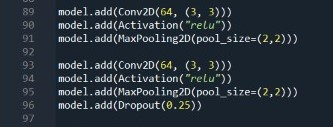 89 model.add(Conv2D(64, (3, 3)))
90 model.add(Activation("relu"))
91 model.add(MaxPooling2D(pool_size=(2,2)))
92
93 model.add(Conv2D(64, (3, 3)))
94 model.add(Activation("relu"))
95 model.add(MaxPooling2D(pool_size=(2,2)))
96 model.add(Dropout(0.25))
97